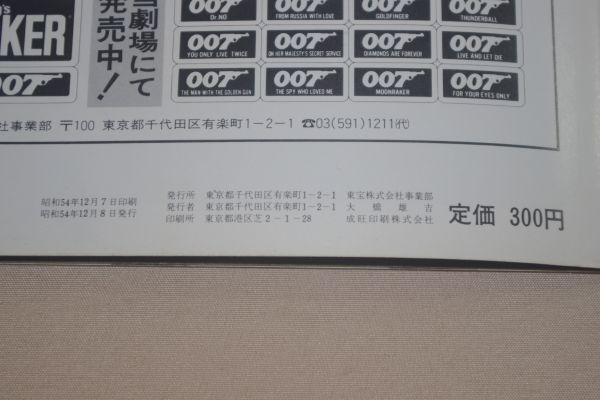 's
KER
007
当劇場にて
発売中!
007 007 007 007
Dr.NO FROM RUSSIA WITH LOVE GOLDFINGER THUNDERBALL
007 007 007 007
YOU ONLY LIVE TWICE ON HER MAJESTY'S SECRET SERVICE DIAMONDS ARE FOREVER LIVE AND LET DIE
007 007 007 007
THE MAN WITH THE GOLDEN GUN THE SPY WHO LOVED ME MOONRAKER FOR YOUR EYES ONLY
社事業部 〒100 東京都千代田区有楽町1-2-1 ☎03(591)1211(代)
昭和54年12月7日印刷
昭和54年12月8日発行
発行所 東京都千代田区有楽町1-2-1 東宝株式会社事業部
発行者 東京都千代田区有楽町1-2-1 大橋雄吉
印刷所 東京都港区芝2-1-28 成旺印刷株式会社
定価 300円